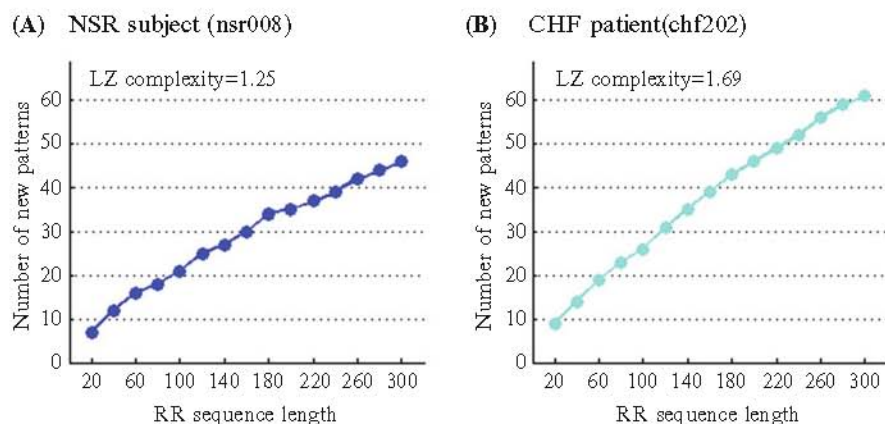 (A) NSR subject (nsr008)
LZ complexity=1.25
Number of new patterns
60
50
40
30
20
10
0
20 60 100 140 180 220 260 300
RR sequence length
(B) CHF patient(chf202)
LZ complexity=1.69
Number of new patterns
60
50
40
30
20
10
0
20 60 100 140 180 220 260 300
RR sequence length